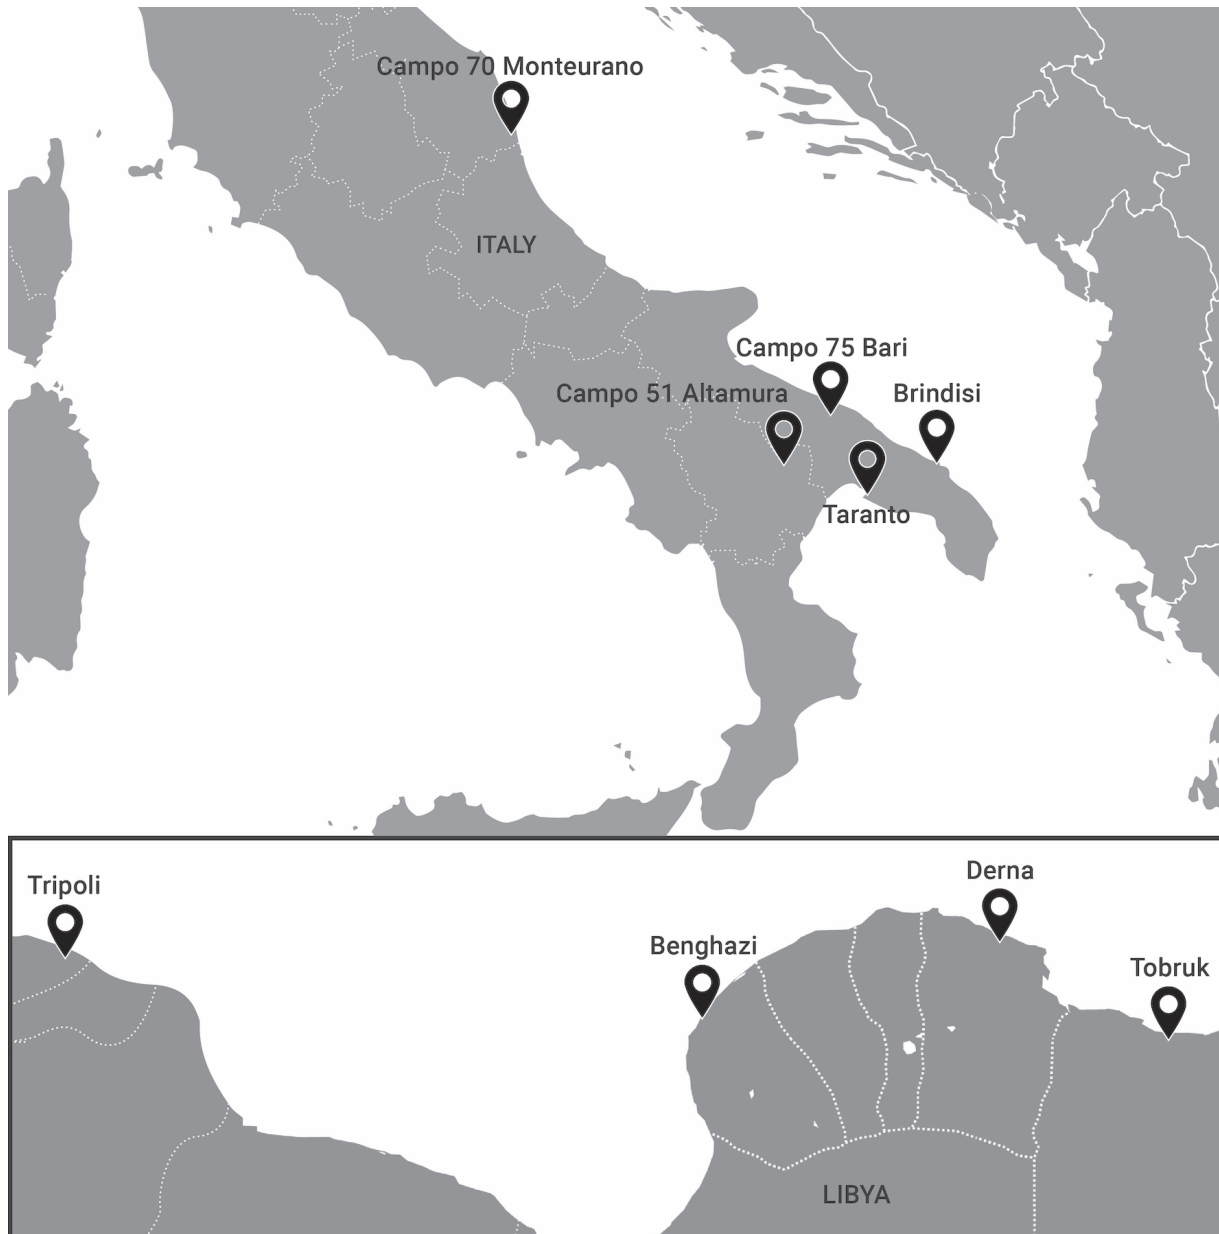 Campo 70 Monteurano
ITALY
Campo 75 Bari
Campo 51 Altamura
Brindisi
Taranto
Derna
Tripoli
Benghazi
Tobruk
LIBYA